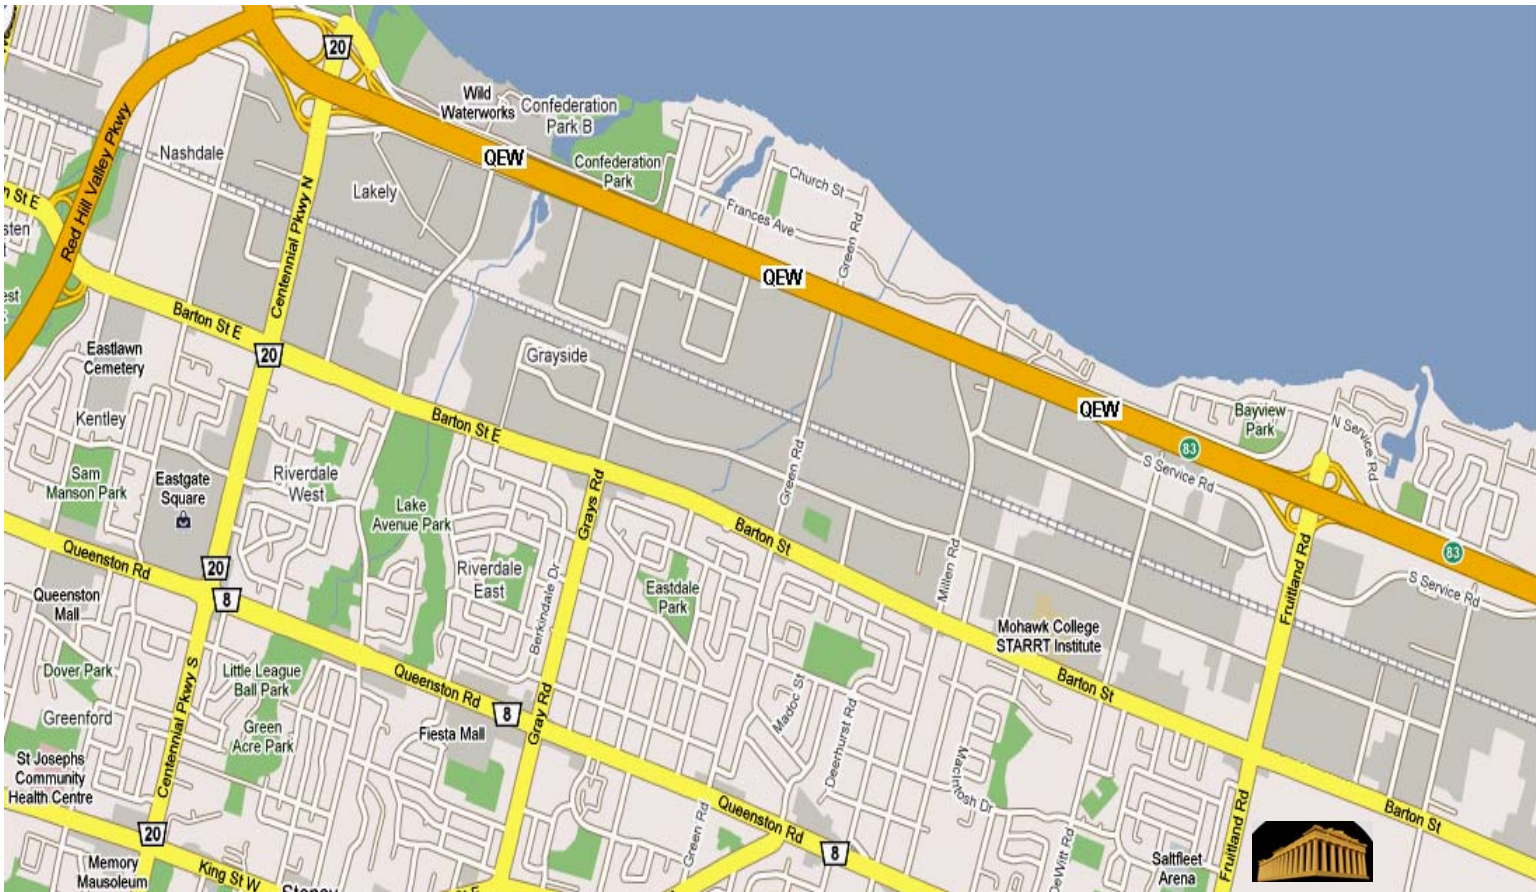 20
Wild
Waterworks
Confederation
Park B
QEW
Confederation
Park
Nashdale
Red Hill Valley Pkwy
Lakely
Church St
n St E
Centennial Pkwy N
Frances Ave
Green Rd
sten
QEW
est
Barton St E
20
Eastlawn
Cemetery
Grayside
Kentley
Barton St E
QEW
Bayview
Park
N Service Rd
83
S Service Rd
Sam
Manson Park
Eastgate
Square
Riverdale
West
Lake
Avenue Park
Grays Rd
Green Rd
Barton St
83
S Service Rd
Queenston Rd
20
8
Queenston
Mall
Riverdale
East
Berkindale Dr
Eastdale
Park
Millen Rd
Mohawk College
STARRT Institute
Fruitland Rd
Dover Park
Little League
Ball Park
Queenston Rd
8
Barton St
Greenford
Centennial Pkwy S
Green
Acre Park
Fiesta Mall
Gray Rd
Madoc St
Deerhurst Rd
MacIntosh Dr
St Josephs
Community
Health Centre
Queenston Rd
8
Green Rd
Barton St
20
King St W
Memory
Mausoleum
Stoney
St E
DeWitt Rd
Saltfleet
Arena
Fruitland Rd